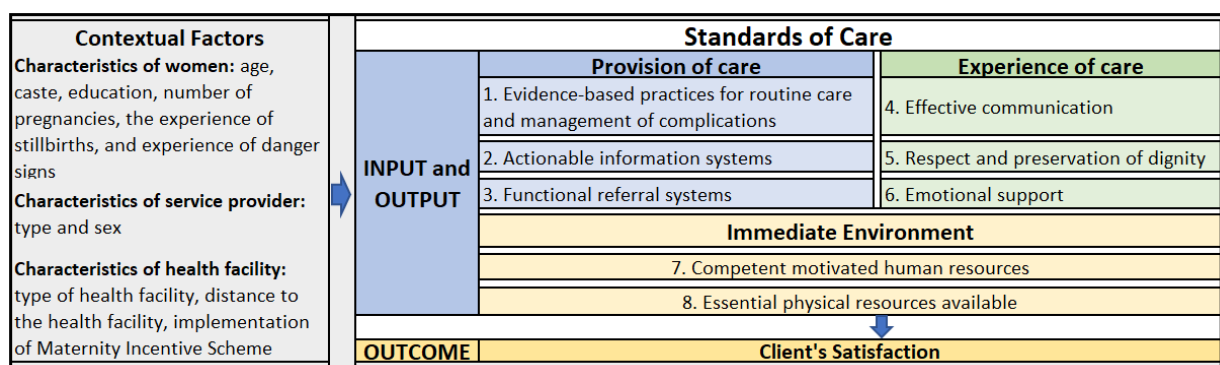 Contextual Factors
Characteristics of women: age,
caste, education, number of
pregnancies, the experience of
stillbirths, and experience of danger
signs
Characteristics of service provider:
type and sex
Characteristics of health facility:
type of health facility, distance to
the health facility, implementation
of Maternity Incentive Scheme
Standards of Care
INPUT and
OUTPUT
Provision of care
1. Evidence-based practices for routine care
and management of complications
2. Actionable information systems
3. Functional referral systems
Experience of care
4. Effective communication
5. Respect and preservation of dignity
6. Emotional support
Immediate Environment
7. Competent motivated human resources
8. Essential physical resources available
OUTCOME
Client's Satisfaction